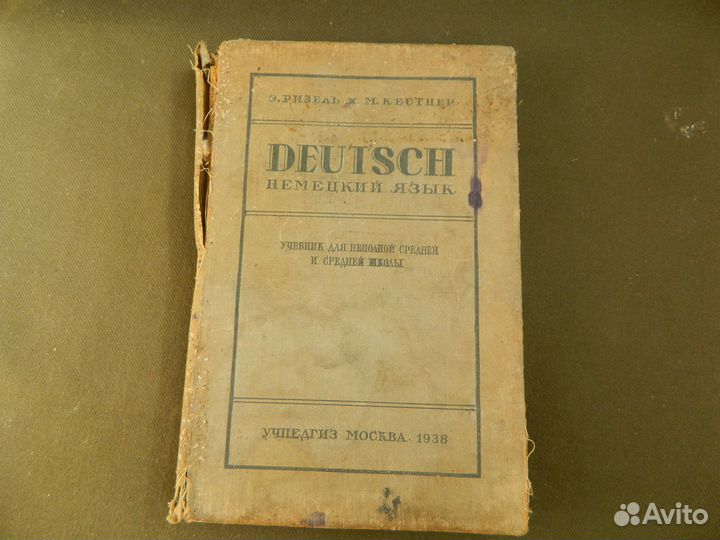 Э. РИЗЕЛЬ И М. КЕСТНЕР
DEUTSCH
НЕМЕЦКИЙ ЯЗЫК
УЧЕБНИК ДЛЯ НЕПОЛНОЙ СРЕДНЕЙ
И СРЕДНЕЙ ШКОЛЫ
УЧПЕДГИЗ МОСКВА. 1938
Avito